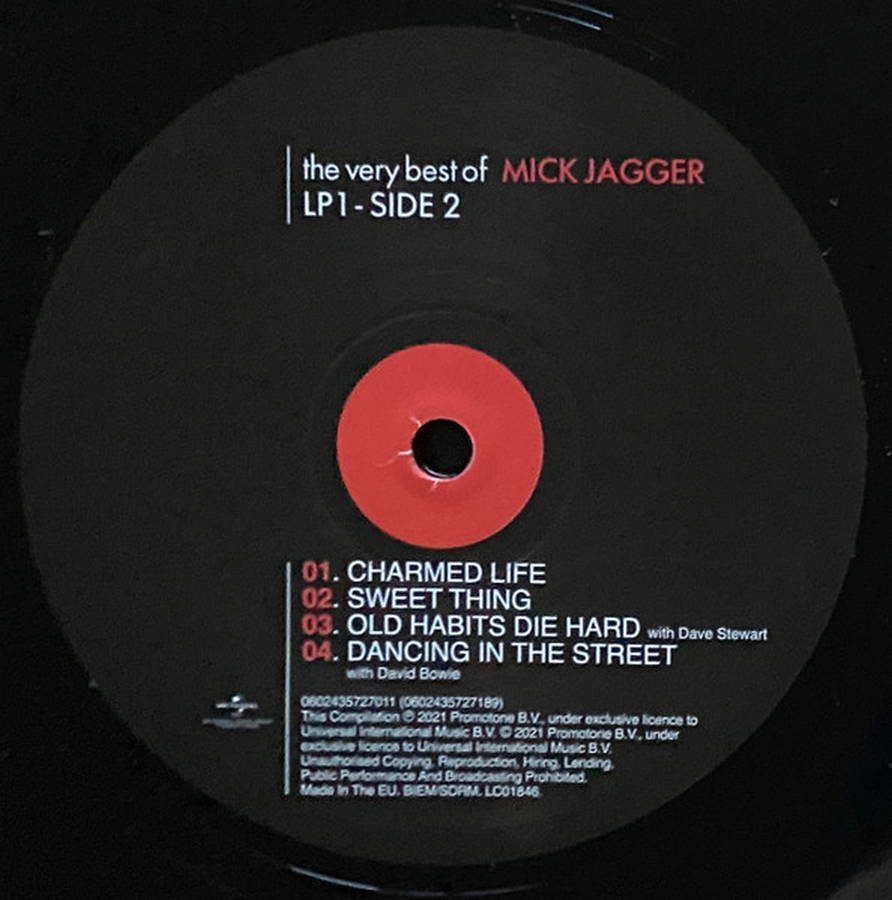 the very best of MICK JAGGER
LP1 - SIDE 2
01. CHARMED LIFE
02. SWEET THING
03. OLD HABITS DIE HARD with Dave Stewart
04. DANCING IN THE STREET
with David Bowie
0602435727011 (0602435727189)
This Compilation ℗ 2021 Promotone B.V., under exclusive licence to
Universal International Music B.V. © 2021 Promotone B.V., under
exclusive licence to Universal International Music B.V.
Unauthorised Copying, Reproduction, Hiring, Lending,
Public Performance And Broadcasting Prohibited.
Made In The EU. BIEM/SDRM. LC01846